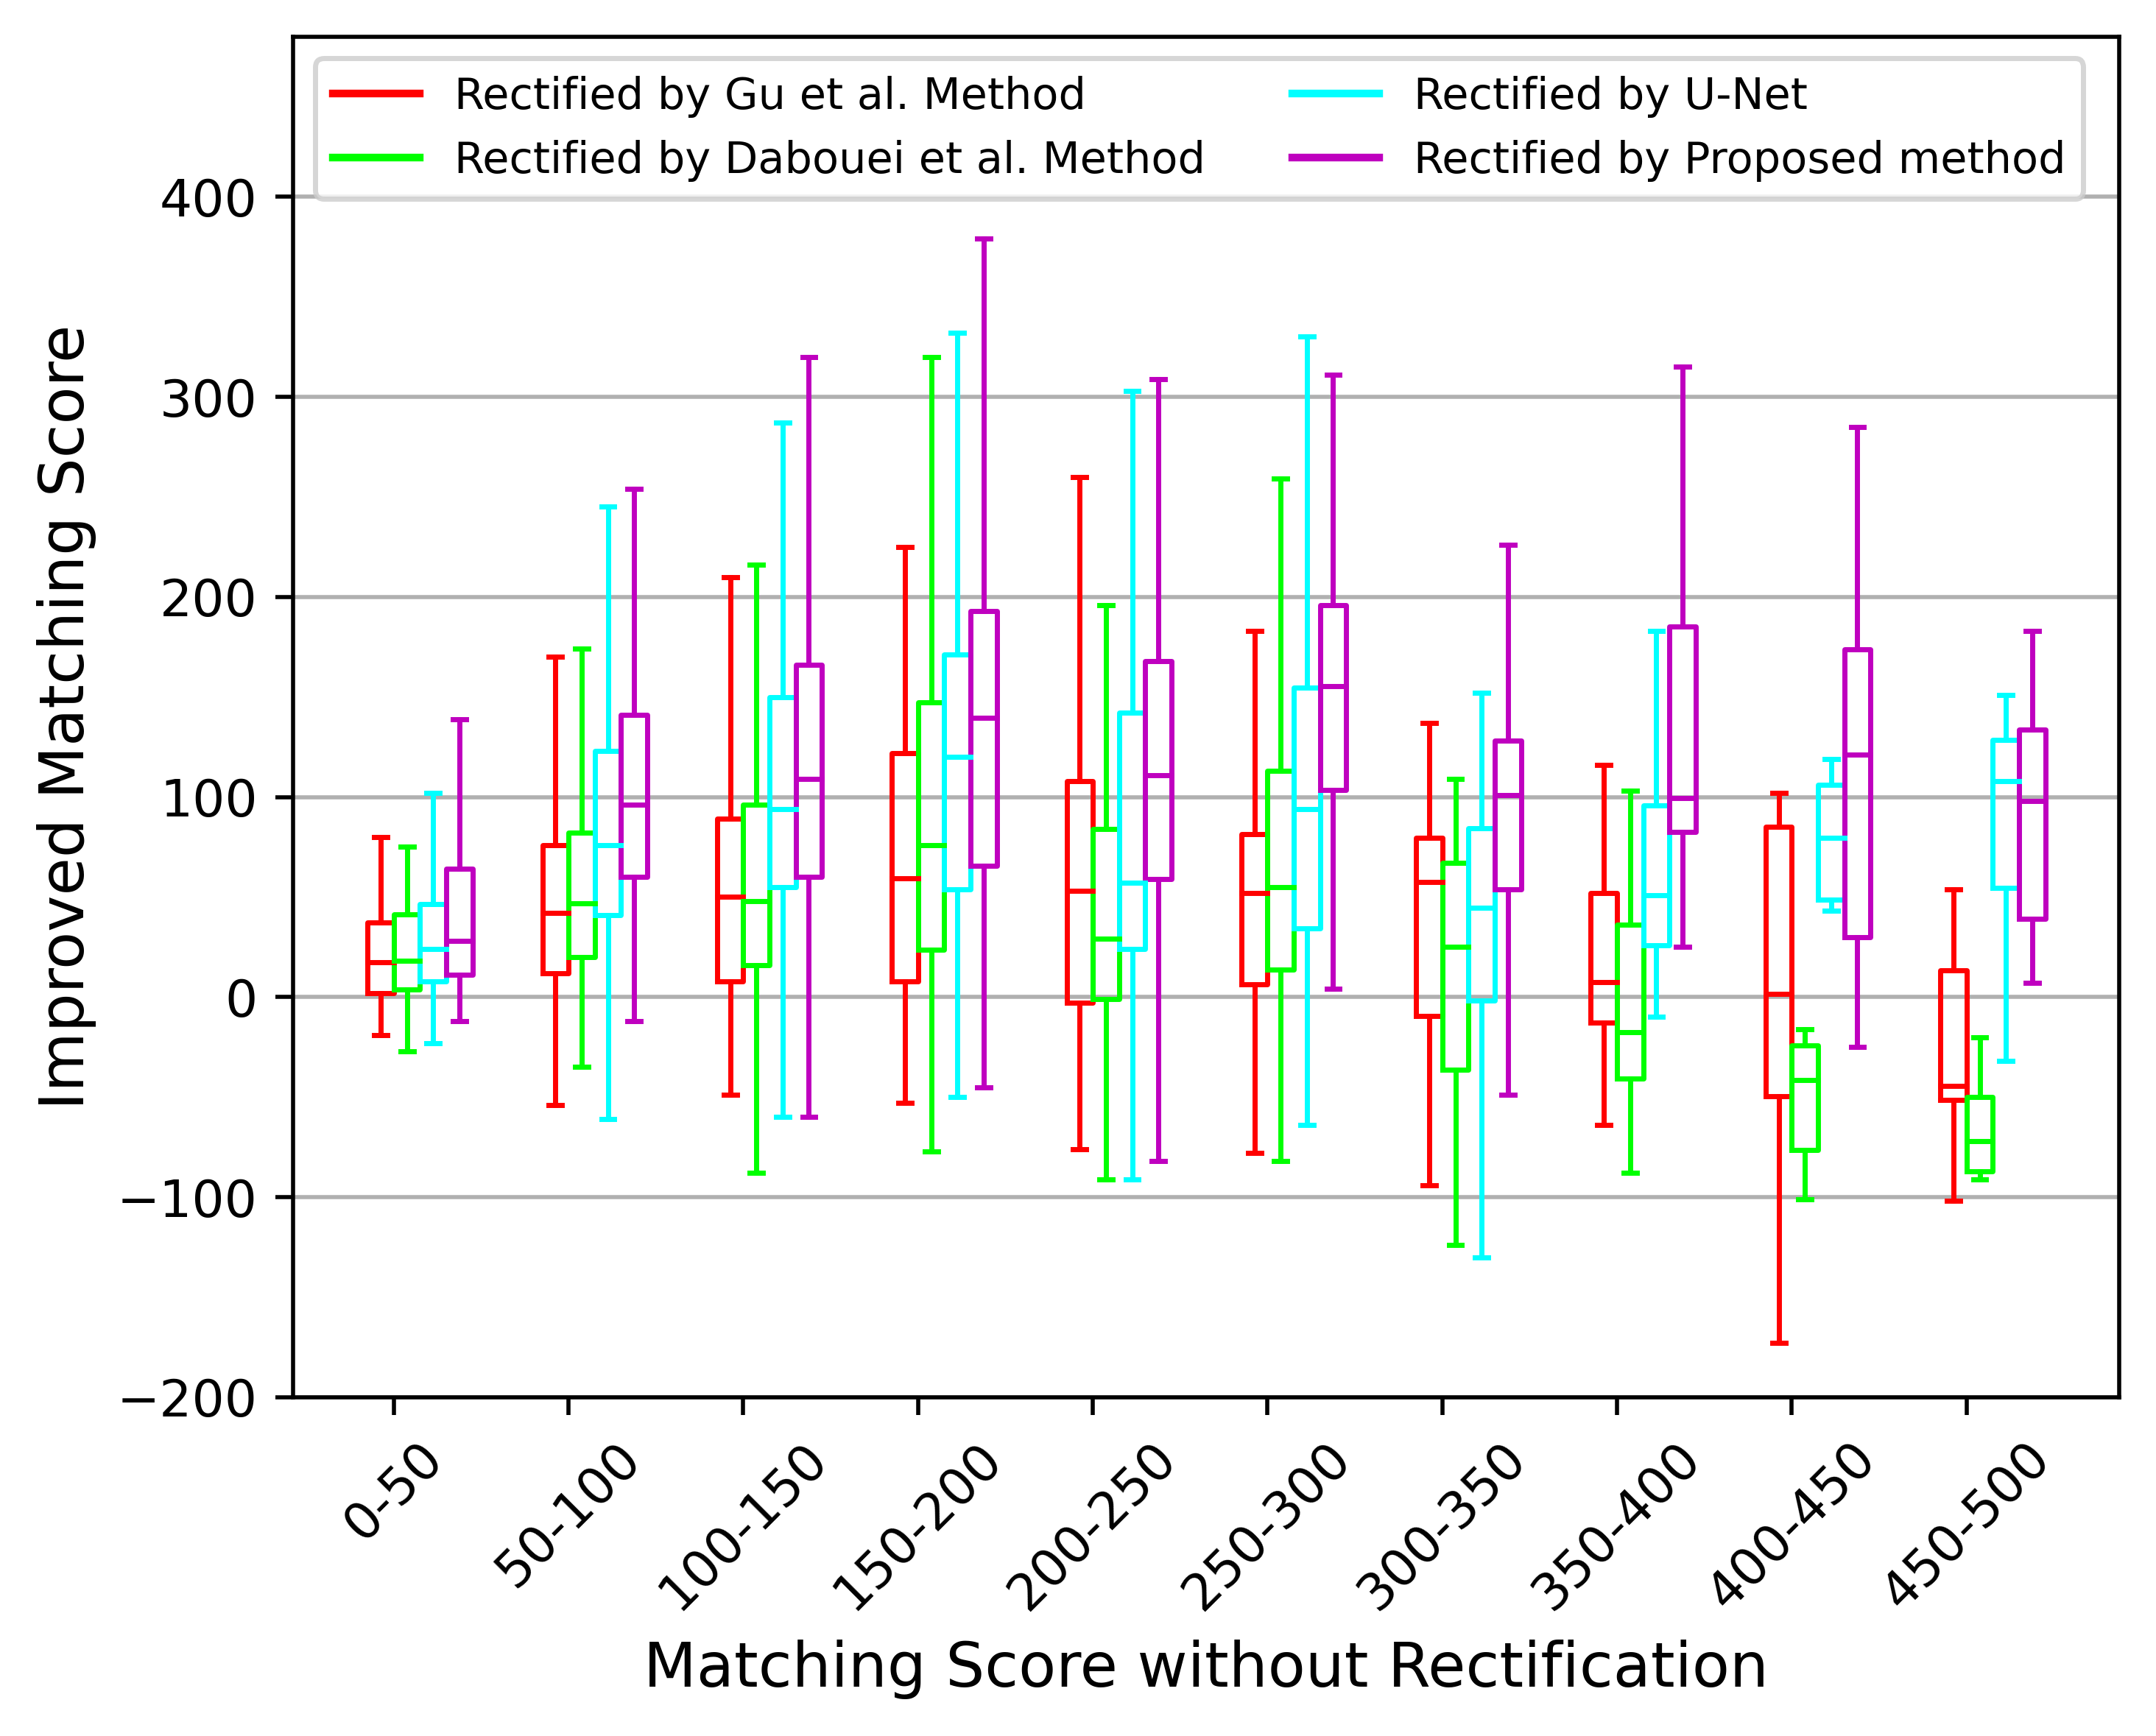 Rectified by Gu et al. Method
Rectified by Dabouei et al. Method
Rectified by U-Net
Rectified by Proposed method
Improved Matching Score
400
300
200
100
0
−100
−200
0-50
50-100
100-150
150-200
200-250
250-300
300-350
350-400
400-450
450-500
Matching Score without Rectification